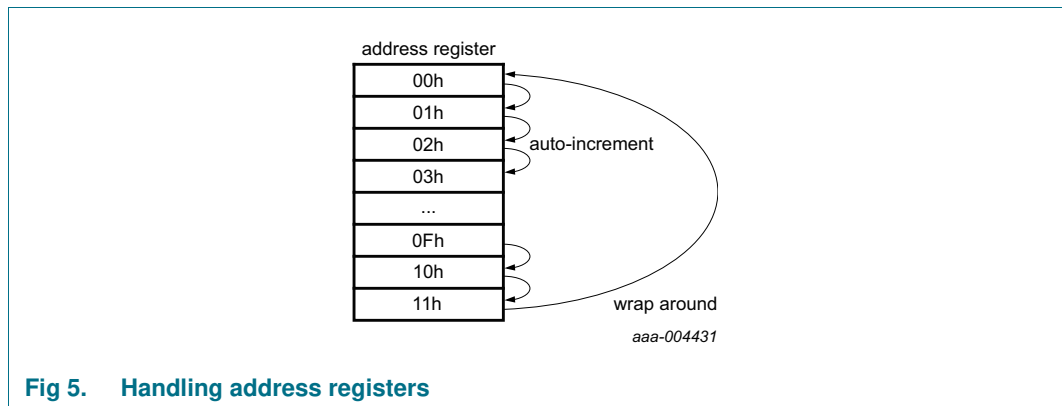 address register
00h
01h
02h
auto-increment
03h
...
0Fh
10h
11h
wrap around
aaa-004431
Fig 5. Handling address registers